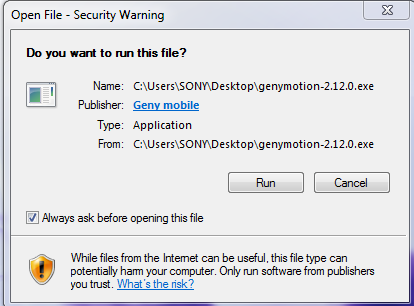 Open File - Security Warning
Do you want to run this file?
Name: C:\Users\SONY\Desktop\genymotion-2.12.0.exe
Publisher: Geny mobile
Type: Application
From: C:\Users\SONY\Desktop\genymotion-2.12.0.exe
Run Cancel
Always ask before opening this file
While files from the Internet can be useful, this file type can
potentially harm your computer. Only run software from publishers
you trust. What's the risk?